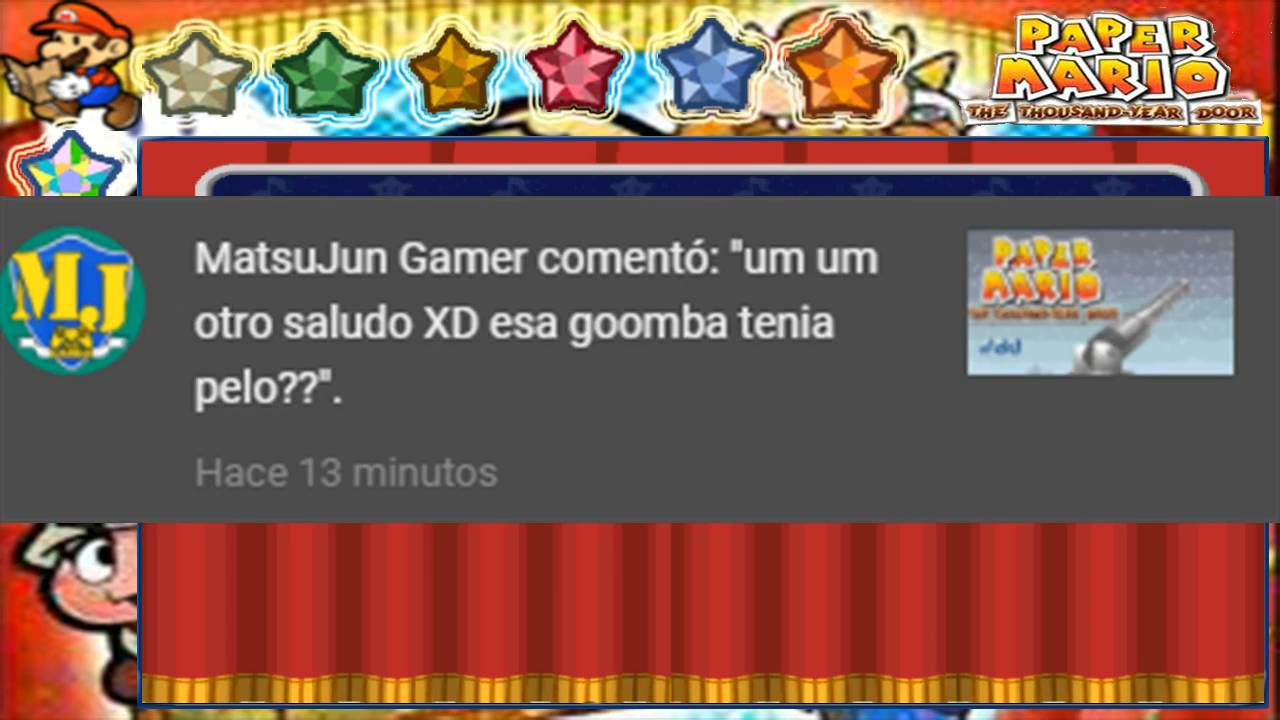 PAPER
MARIO
THE THOUSAND-YEAR DOOR
MatsuJun Gamer comentó: "um um
otro saludo XD esa goomba tenia
pelo??".
Hace 13 minutos
MJ
PAPER
MARIO